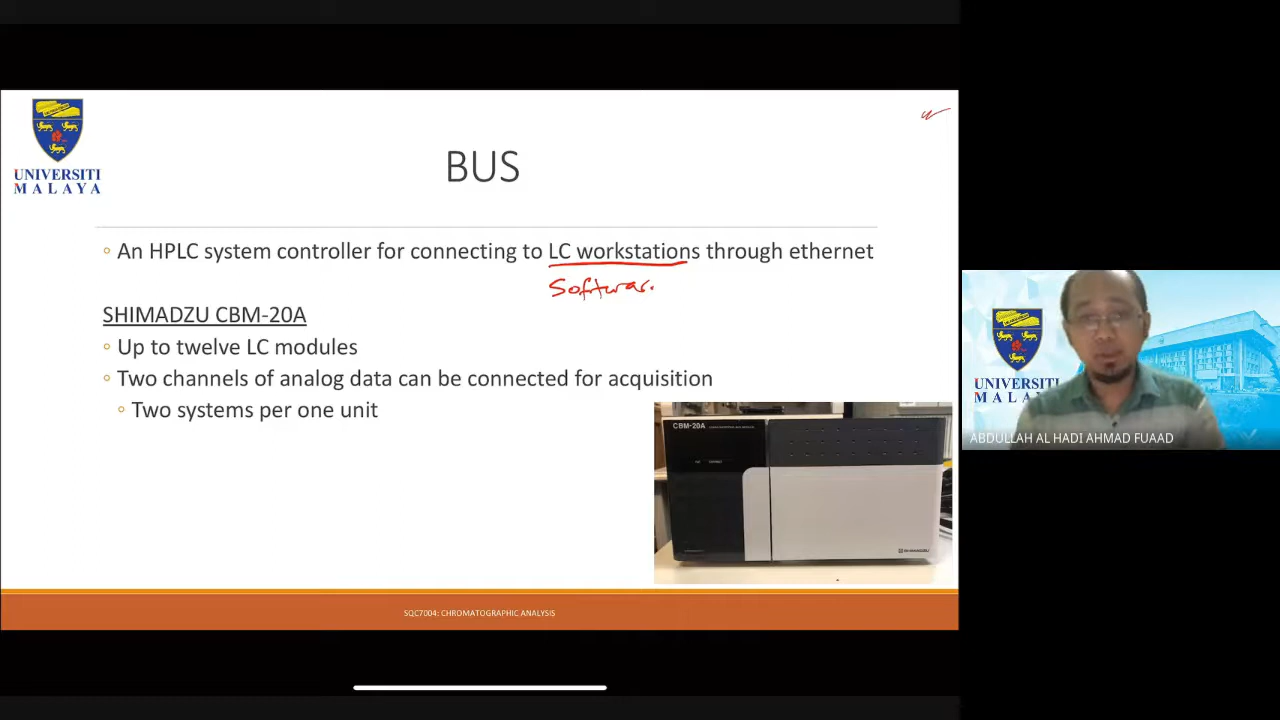 UNIVERSITI
MALAYA
BUS
◦ An HPLC system controller for connecting to LC workstations through ethernet
Softwar.
SHIMADZU CBM-20A
◦ Up to twelve LC modules
◦ Two channels of analog data can be connected for acquisition
◦ Two systems per one unit
CBM-20A
SHIMADZU
SQC7004: CHROMATOGRAPHIC ANALYSIS
UNIVERSITI
MALAYA
ABDULLAH AL HADI AHMAD FUAAD